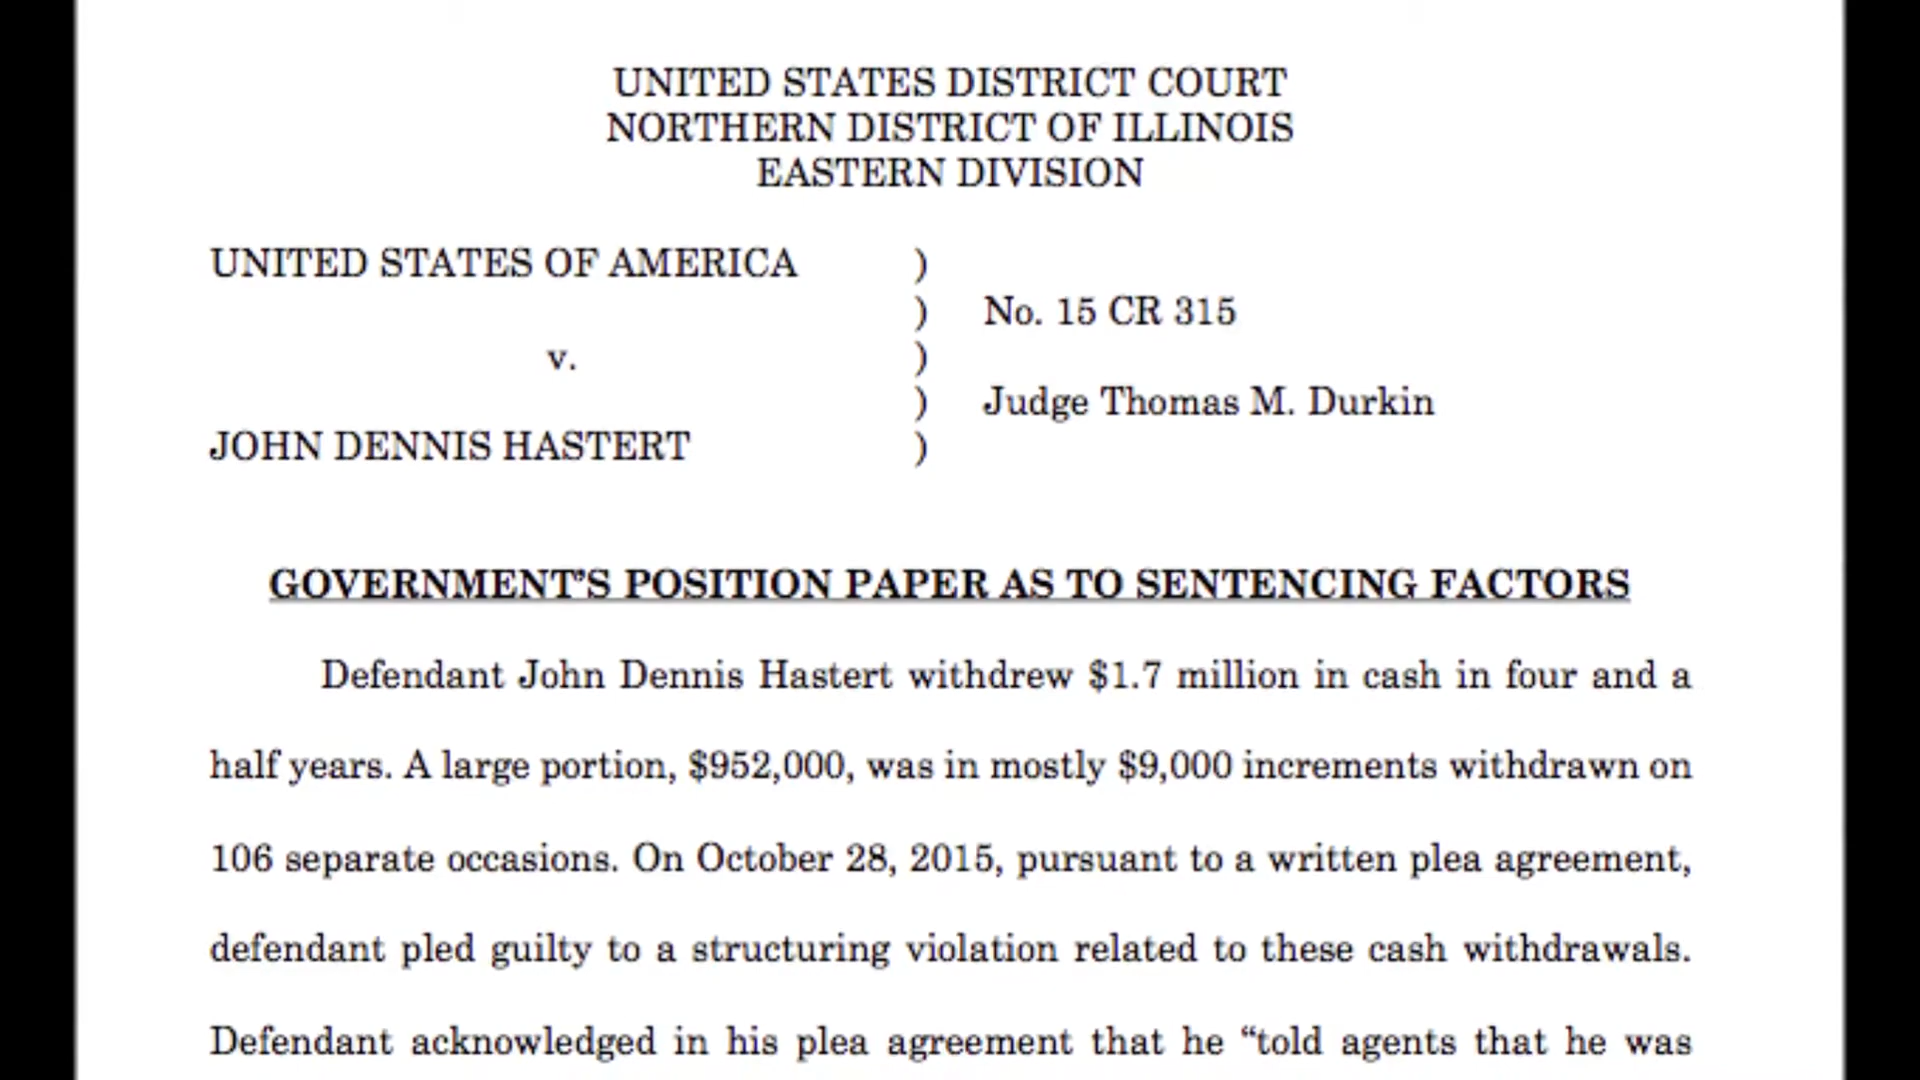 UNITED STATES DISTRICT COURT
NORTHERN DISTRICT OF ILLINOIS
EASTERN DIVISION
UNITED STATES OF AMERICA )
) No. 15 CR 315
v. )
) Judge Thomas M. Durkin
JOHN DENNIS HASTERT )
GOVERNMENT’S POSITION PAPER AS TO SENTENCING FACTORS
Defendant John Dennis Hastert withdrew $1.7 million in cash in four and a
half years. A large portion, $952,000, was in mostly $9,000 increments withdrawn on
106 separate occasions. On October 28, 2015, pursuant to a written plea agreement,
defendant pled guilty to a structuring violation related to these cash withdrawals.
Defendant acknowledged in his plea agreement that he “told agents that he was